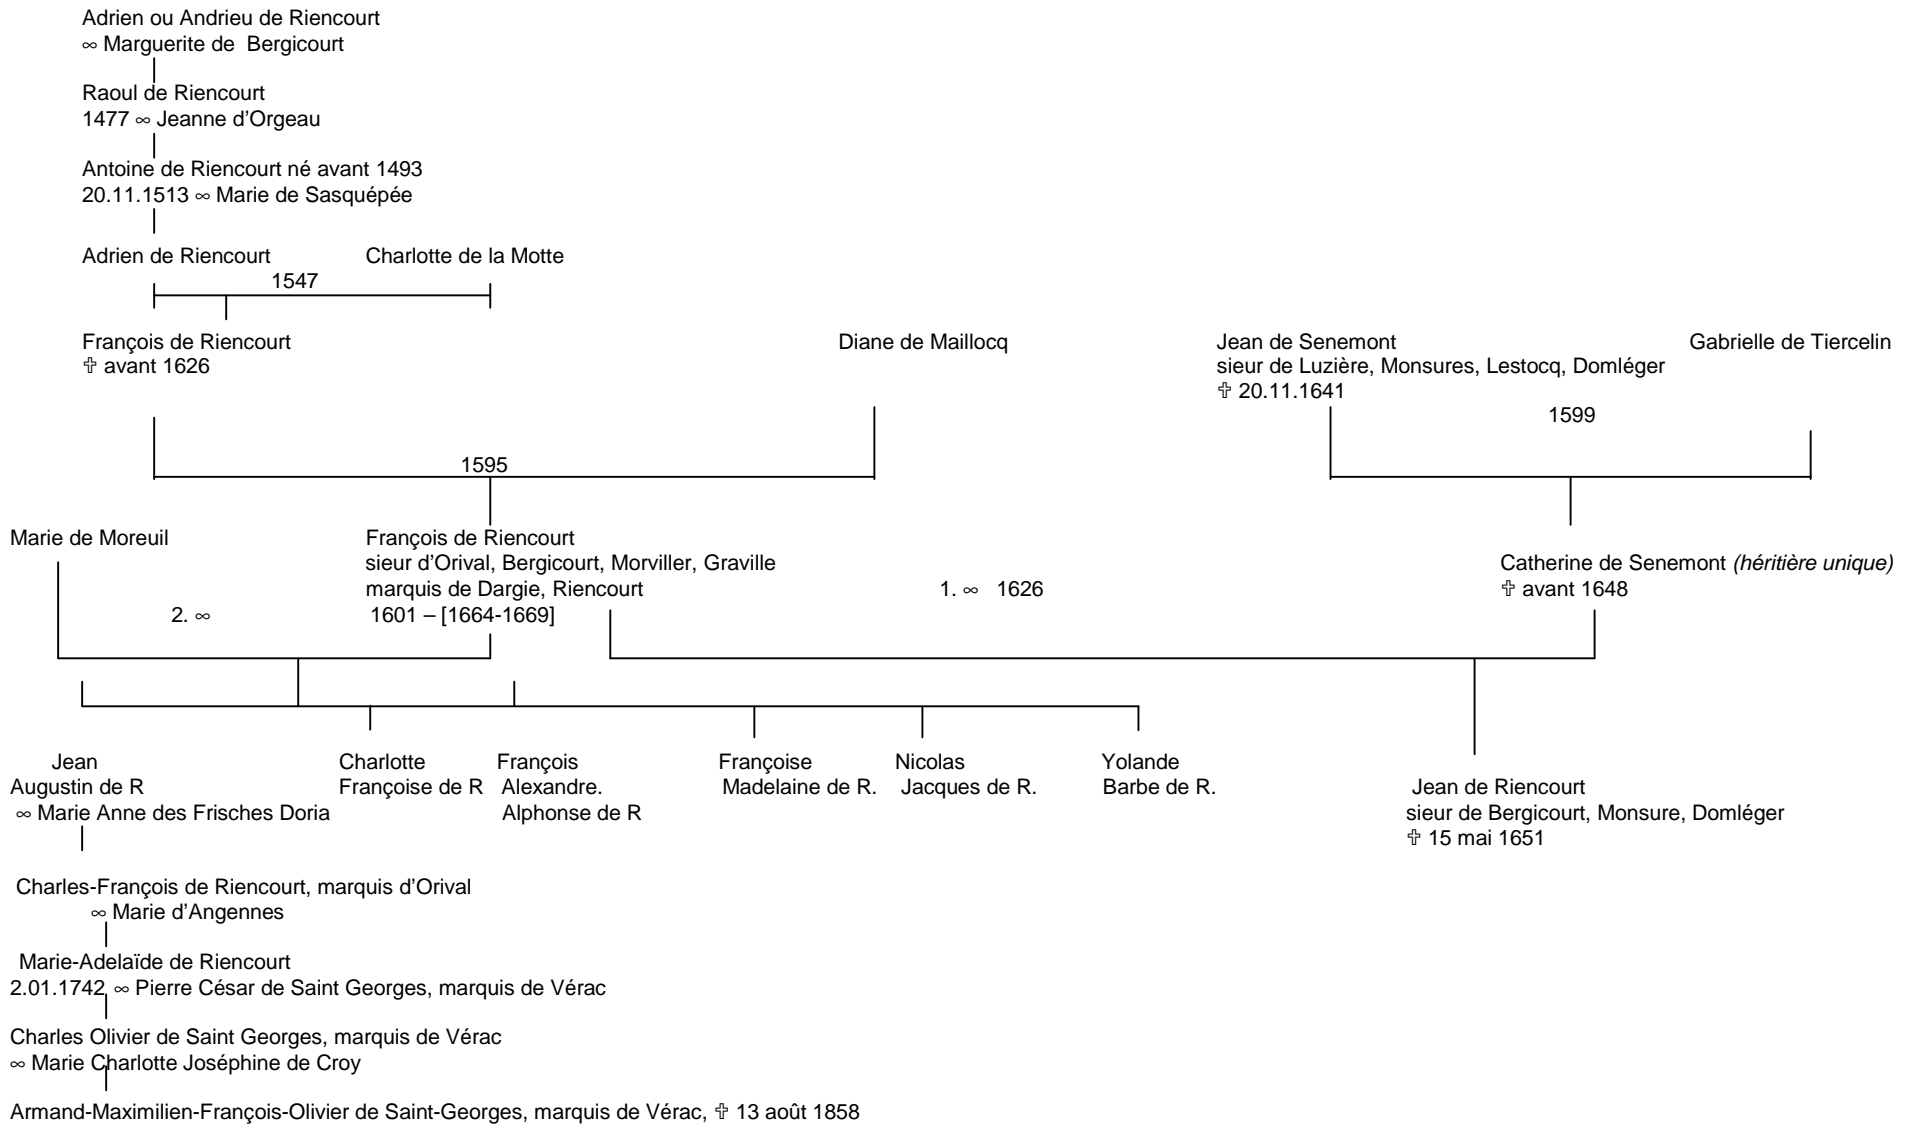 Adrien ou Andrieu de Riencourt
∞ Marguerite de Bergicourt
Raoul de Riencourt
1477 ∞ Jeanne d'Orgeau
Antoine de Riencourt né avant 1493
20.11.1513 ∞ Marie de Sasquépée
Adrien de Riencourt
Charlotte de la Motte
1547
François de Riencourt
✞ avant 1626
Diane de Maillocq
Jean de Senemont
sieur de Luzière, Monsures, Lestocq, Domléger
✞ 20.11.1641
Gabrielle de Tiercelin
1599
1595
Marie de Moreuil
2. ∞
François de Riencourt
sieur d'Orival, Bergicourt, Morviller, Graville
marquis de Dargie, Riencourt
1601 – [1664-1669]
1. ∞ 1626
Catherine de Senemont (héritière unique)
✞ avant 1648
Jean
Augustin de R
∞ Marie Anne des Frisches Doria
Charlotte
Françoise de R
François
Alexandre.
Alphonse de R
Françoise
Madelaine de R.
Nicolas
Jacques de R.
Yolande
Barbe de R.
Jean de Riencourt
sieur de Bergicourt, Monsure, Domléger
✞ 15 mai 1651
Charles-François de Riencourt, marquis d'Orival
∞ Marie d'Angennes
Marie-Adelaïde de Riencourt
2.01.1742 ∞ Pierre César de Saint Georges, marquis de Vérac
Charles Olivier de Saint Georges, marquis de Vérac
∞ Marie Charlotte Joséphine de Croy
Armand-Maximilien-François-Olivier de Saint-Georges, marquis de Vérac, ✞ 13 août 1858